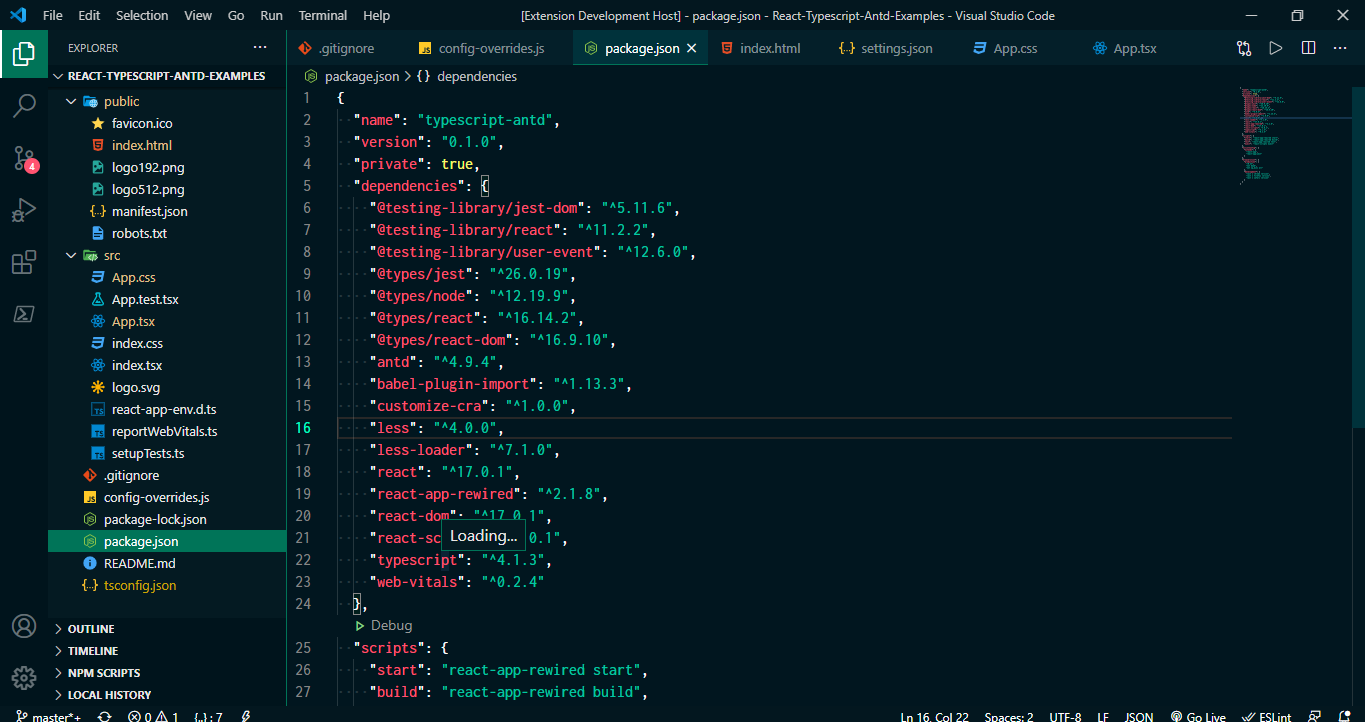 File Edit Selection View Go Run Terminal Help [Extension Development Host] - package.json - React-Typescript-Antd-Examples - Visual Studio Code
EXPLORER ...
.gitignore config-overrides.js package.json index.html settings.json App.css App.tsx
REACT-TYPESCRIPT-ANTD-EXAMPLES
package.json > {} dependencies
public
favicon.ico
index.html
logo192.png
logo512.png
manifest.json
robots.txt
src
App.css
App.test.tsx
App.tsx
index.css
index.tsx
logo.svg
react-app-env.d.ts
reportWebVitals.ts
setupTests.ts
.gitignore
config-overrides.js
package-lock.json
package.json
README.md
tsconfig.json
OUTLINE
TIMELINE
NPM SCRIPTS
LOCAL HISTORY
4
1 {
2 "name": "typescript-antd",
3 "version": "0.1.0",
4 "private": true,
5 "dependencies": {
6 "@testing-library/jest-dom": "^5.11.6",
7 "@testing-library/react": "^11.2.2",
8 "@testing-library/user-event": "^12.6.0",
9 "@types/jest": "^26.0.19",
10 "@types/node": "^12.19.9",
11 "@types/react": "^16.14.2",
12 "@types/react-dom": "^16.9.10",
13 "antd": "^4.9.4",
14 "babel-plugin-import": "^1.13.3",
15 "customize-cra": "^1.0.0",
16 "less": "^4.0.0",
17 "less-loader": "^7.1.0",
18 "react": "^17.0.1",
19 "react-app-rewired": "^2.1.8",
20 "react-dom": "^17.0.1",
21 "react-sc Loading... 0.1",
22 "typescript": "^4.1.3",
23 "web-vitals": "^0.2.4"
24 },
Debug
25 "scripts": {
26 "start": "react-app-rewired start",
27 "build": "react-app-rewired build",
master*+ 0 1 {..}: 7 Ln 16, Col 22 Spaces: 2 UTF-8 LF JSON Go Live ESLint